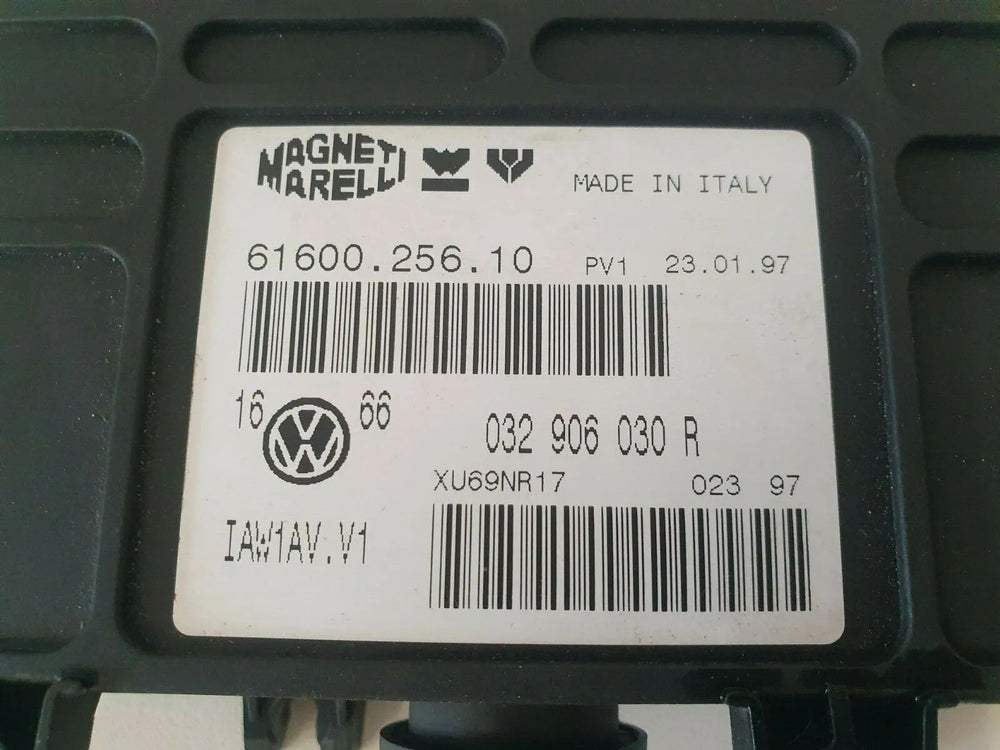 MAGNETI
MARELLI
MADE IN ITALY
61600.256.10 PV1 23.01.97
16 66
032 906 030 R
XU69NR17 023 97
IAW1AV.V1